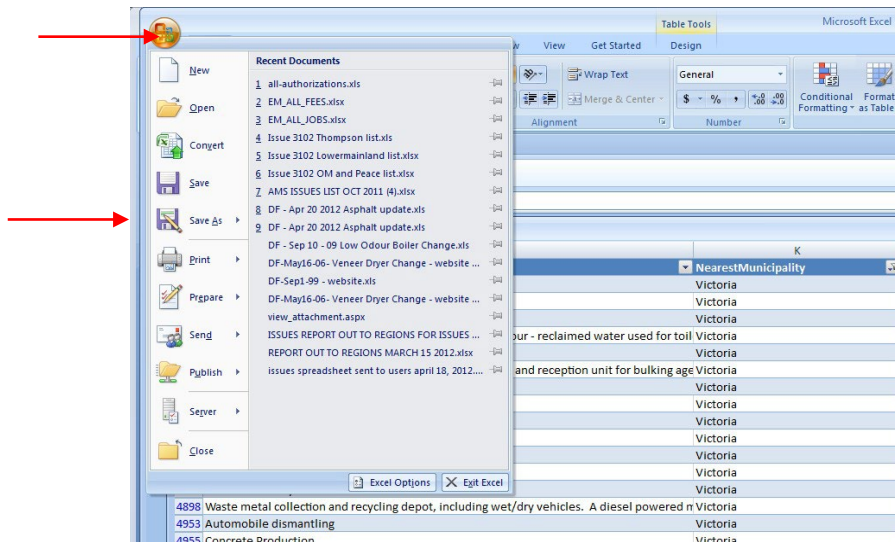 Table Tools
Microsoft Excel
View Get Started Design
Wrap Text
General
Merge & Center
$ % , .00 .00
Conditional Formatting
Format as Table
Alignment
Number
New
Open
Convert
Save
Save As
Print
Prepare
Send
Publish
Server
Close
Recent Documents
1 all-authorizations.xls
2 EM_ALL_FEES.xlsx
3 EM_ALL_JOBS.xlsx
4 Issue 3102 Thompson list.xls
5 Issue 3102 Lowermainland list.xlsx
6 Issue 3102 OM and Peace list.xlsx
7 AMS ISSUES LIST OCT 2011 (4).xlsx
8 DF - Apr 20 2012 Asphalt update.xls
9 DF - Apr 20 2012 Asphalt update.xls
DF - Sep 10 - 09 Low Odour Boiler Change.xls
DF-May16-06- Veneer Dryer Change - website ...
DF-Sep1-99 - website.xls
DF-May16-06- Veneer Dryer Change - website ...
view_attachment.aspx
ISSUES REPORT OUT TO REGIONS FOR ISSUES ...
REPORT OUT TO REGIONS MARCH 15 2012.xlsx
issues spreadsheet sent to users april 18, 2012....
Excel Options
Exit Excel
K
NearestMunicipality
Victoria
Victoria
Victoria
our - reclaimed water used for toil Victoria
Victoria
and reception unit for bulking age Victoria
Victoria
Victoria
Victoria
Victoria
Victoria
Victoria
Victoria
4898 Waste metal collection and recycling depot, including wet/dry vehicles. A diesel powered m Victoria
4953 Automobile dismantling Victoria
4955 Concrete Production Victoria